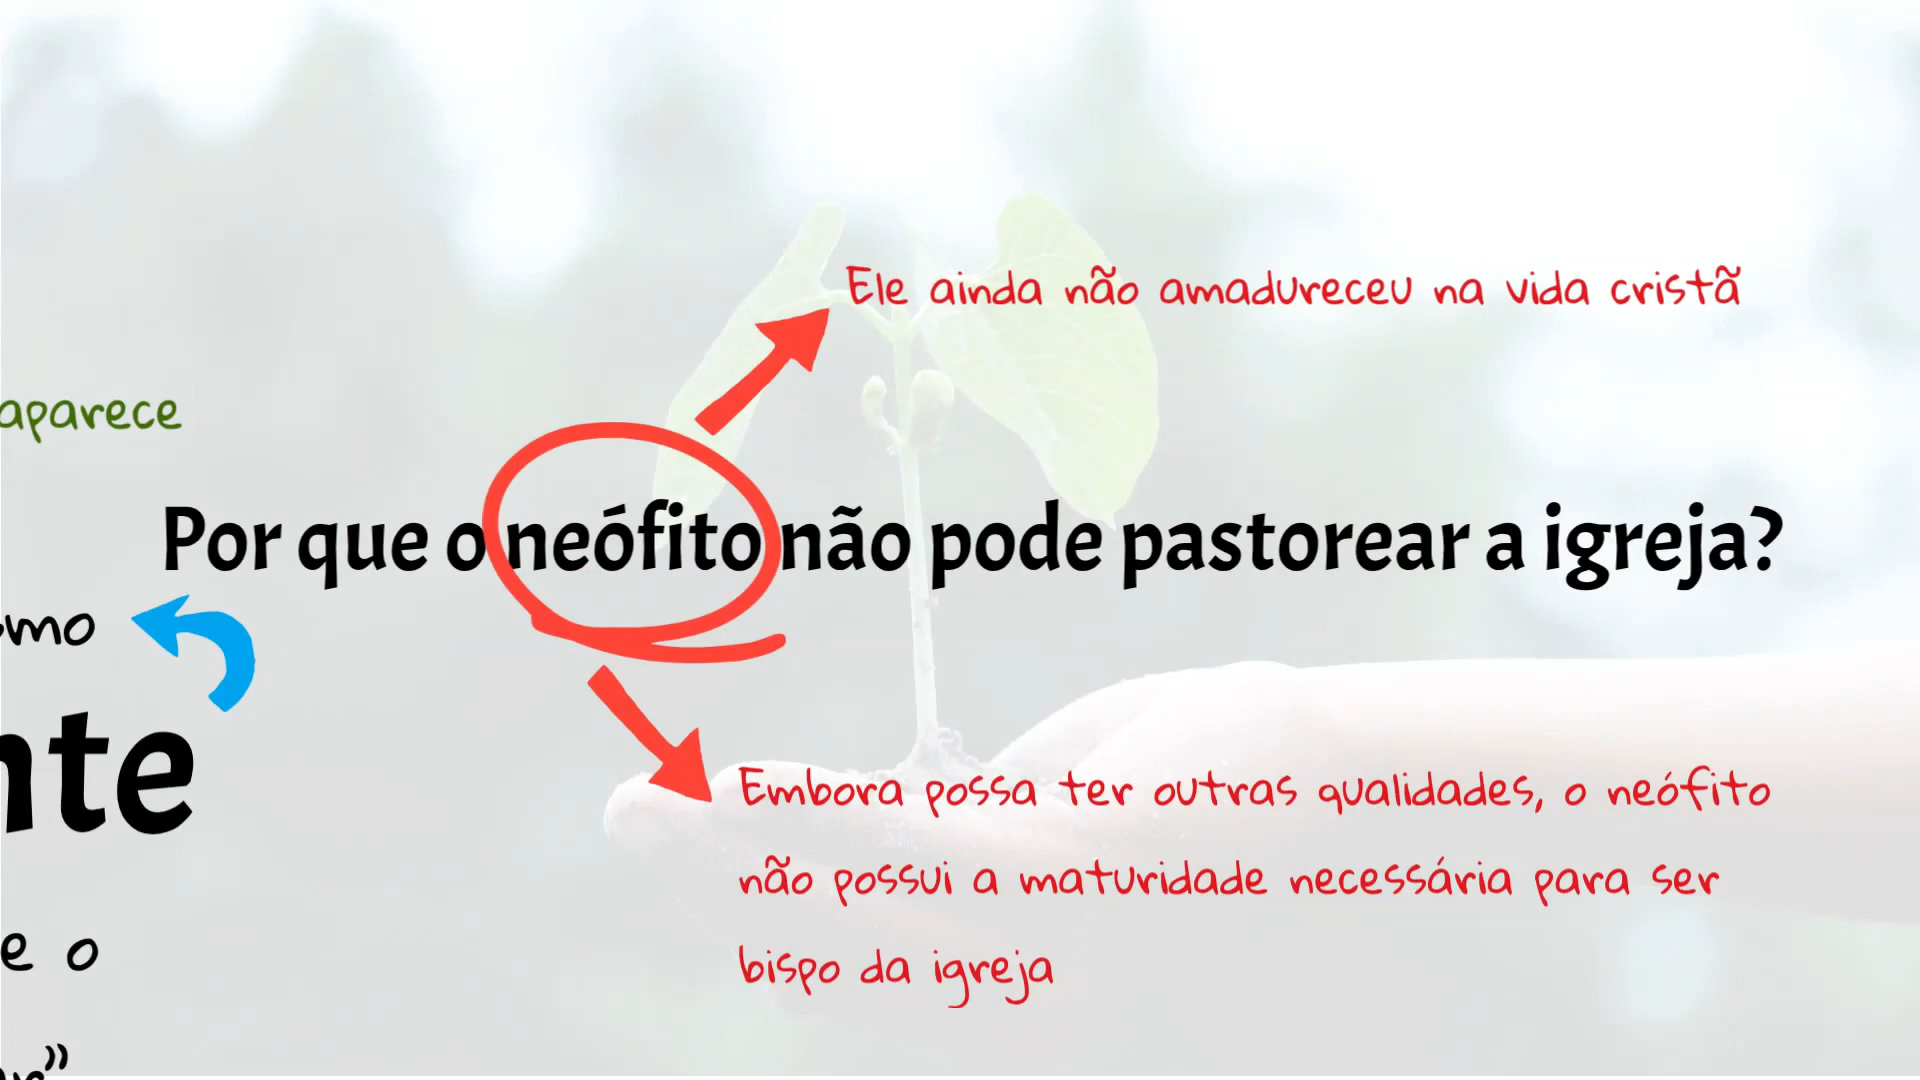 Ele ainda não amadureceu na vida cristã
aparece
Por que o neófito não pode pastorear a igreja?
Embora possa ter outras qualidades, o neófito
não possui a maturidade necessária para ser
e o
bispo da igreja